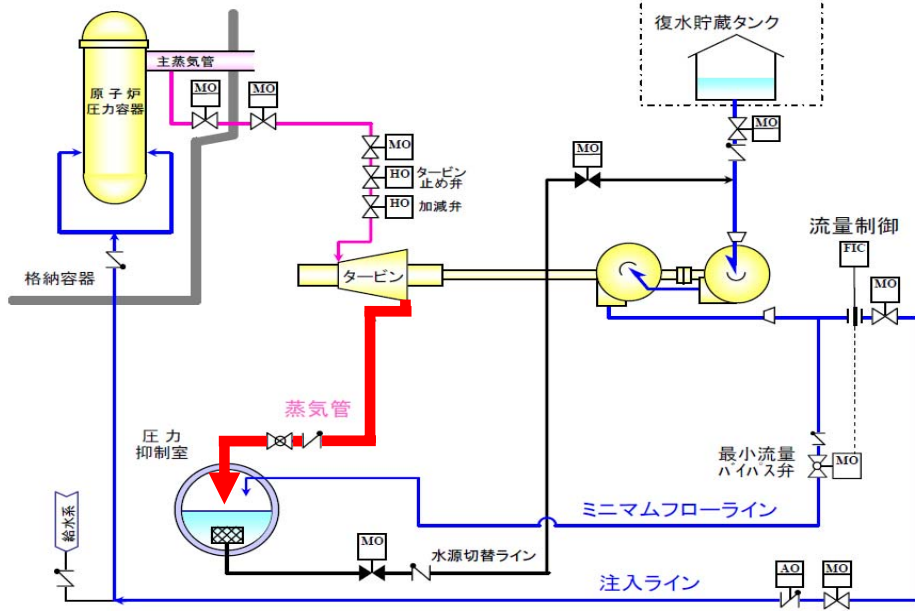 復水貯蔵タンク
主蒸気管
原子炉
圧力容器
MO
MO
MO
MO
MO
HO
タービン
止め弁
HO
加減弁
流量制御
FIC
MO
格納容器
タービン
蒸気管
圧力
抑制室
最小流量
バイパス弁
MO
ミニマムフローライン
給水系
MO
水源切替ライン
注入ライン
AO
MO